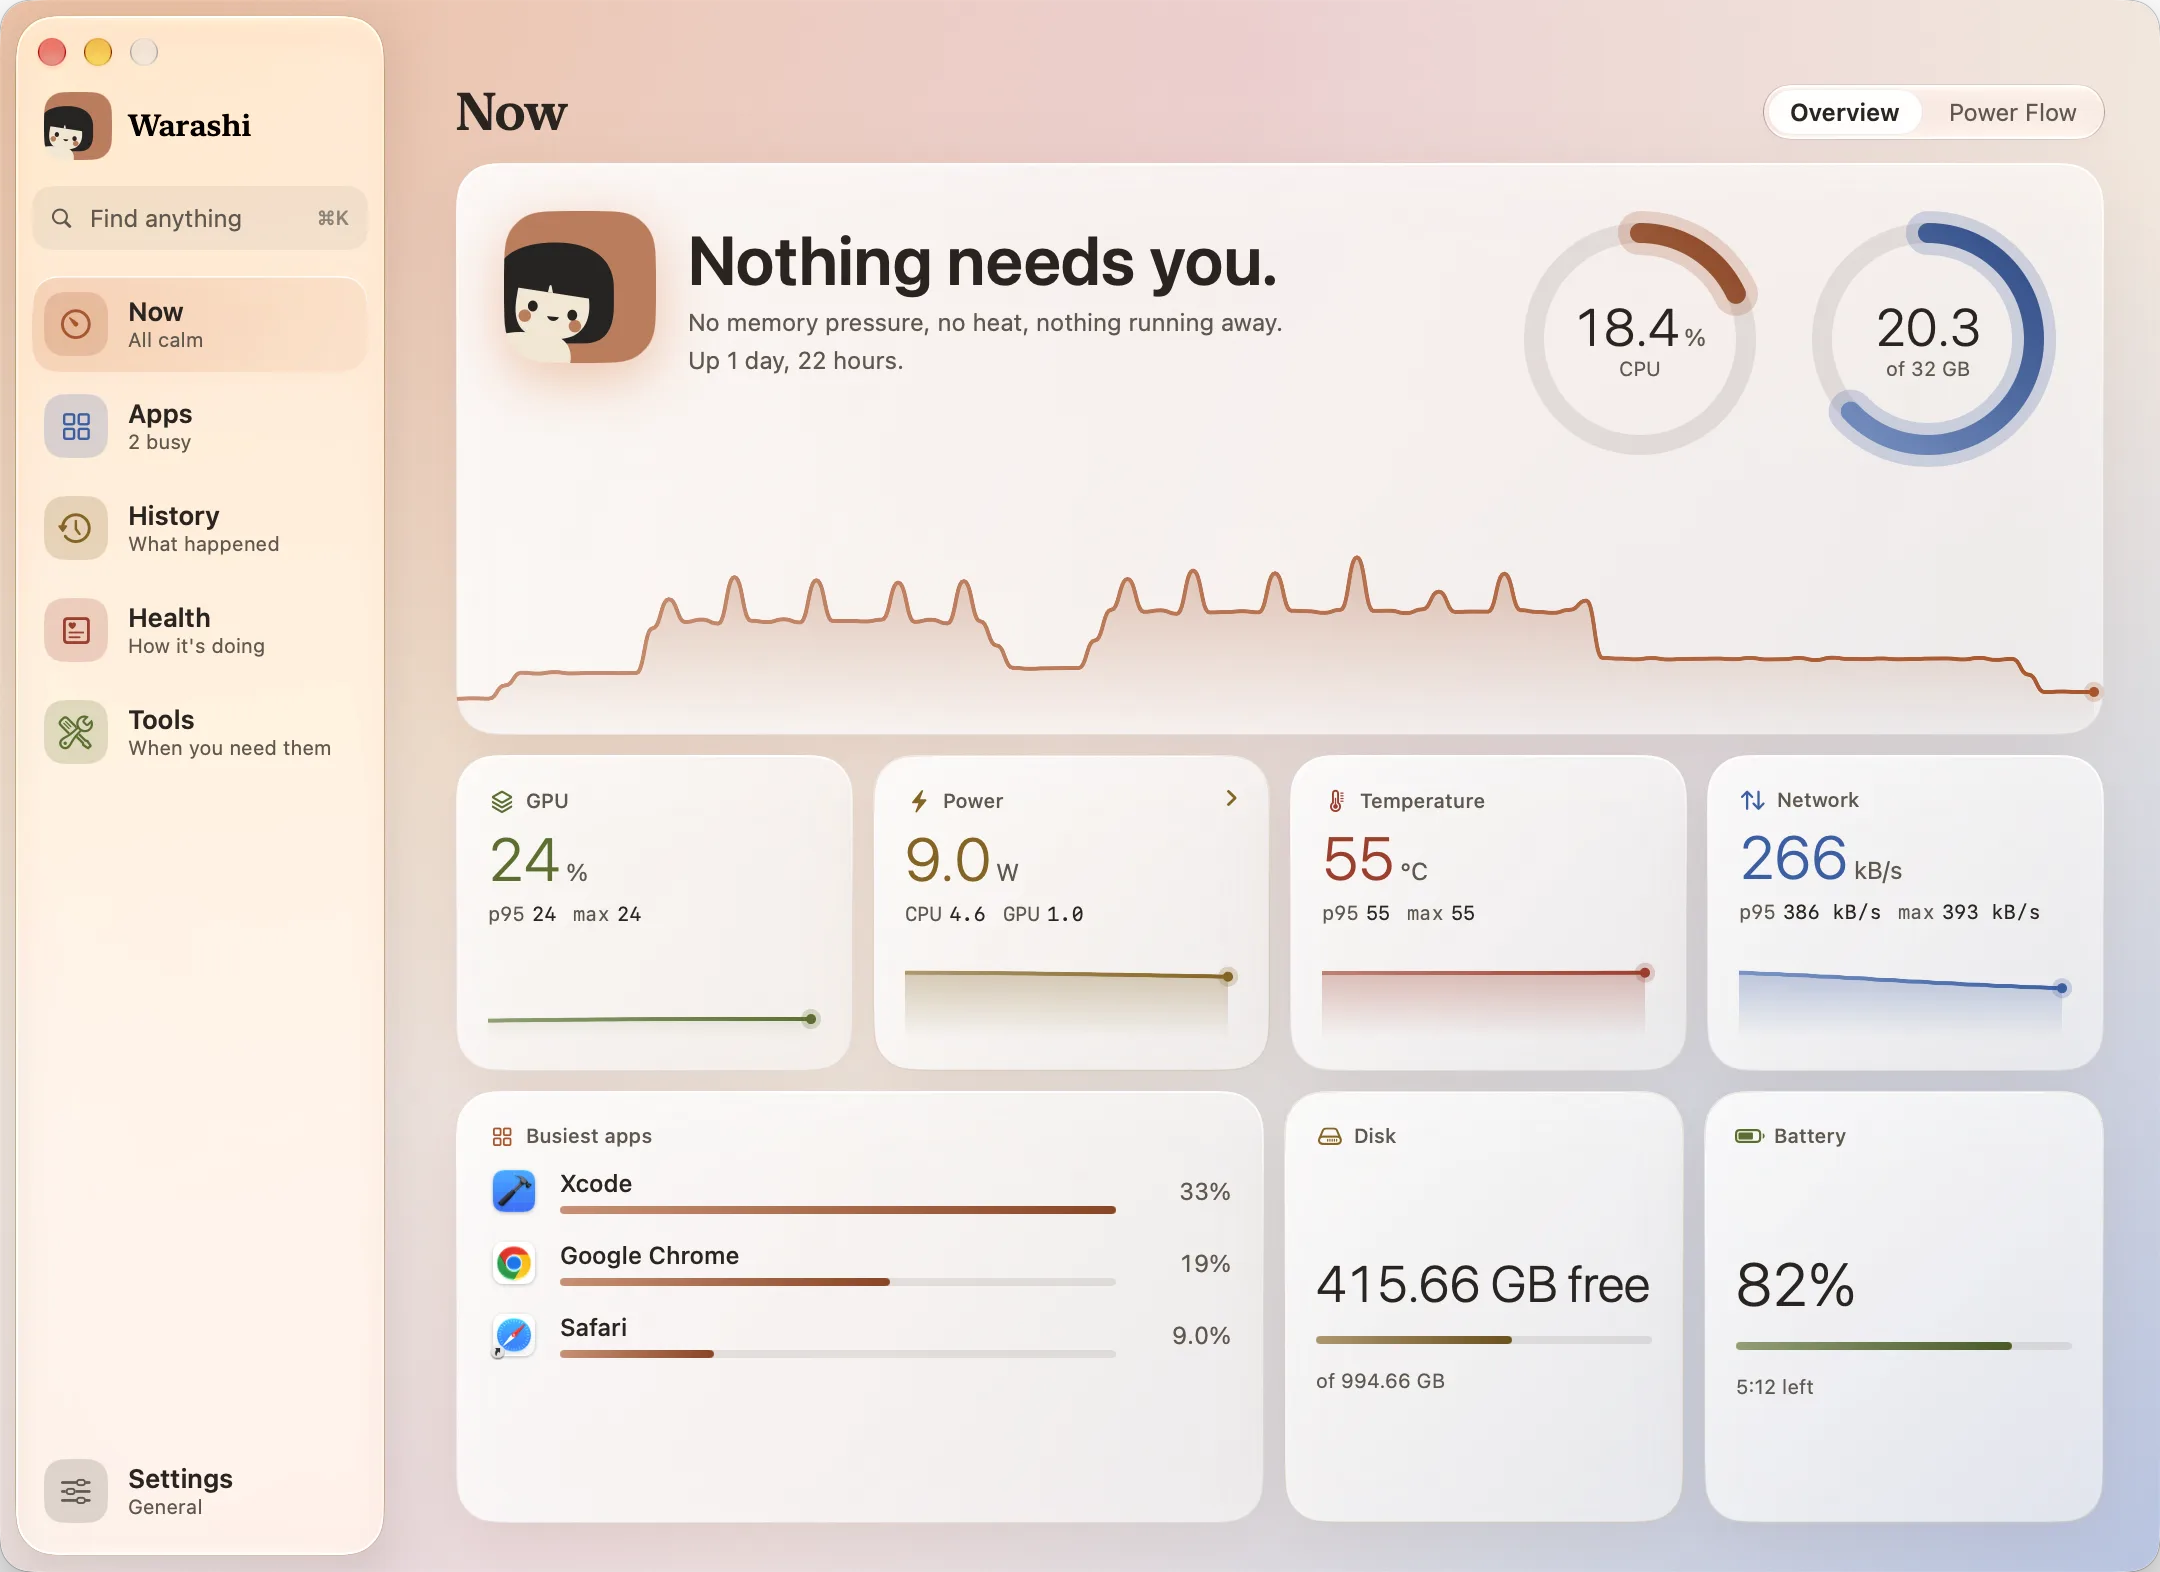 Warashi
Find anything ⌘K
Now
All calm
Apps
2 busy
History
What happened
Health
How it's doing
Tools
When you need them
Settings
General
Now
Overview Power Flow
Nothing needs you.
No memory pressure, no heat, nothing running away.
Up 1 day, 22 hours.
18.4 %
CPU
20.3
of 32 GB
GPU
24 %
p95 24 max 24
Power
9.0 W
CPU 4.6 GPU 1.0
Temperature
55 °C
p95 55 max 55
Network
266 kB/s
p95 386 kB/s max 393 kB/s
Busiest apps
Xcode 33%
Google Chrome 19%
Safari 9.0%
Disk
415.66 GB free
of 994.66 GB
Battery
82%
5:12 left